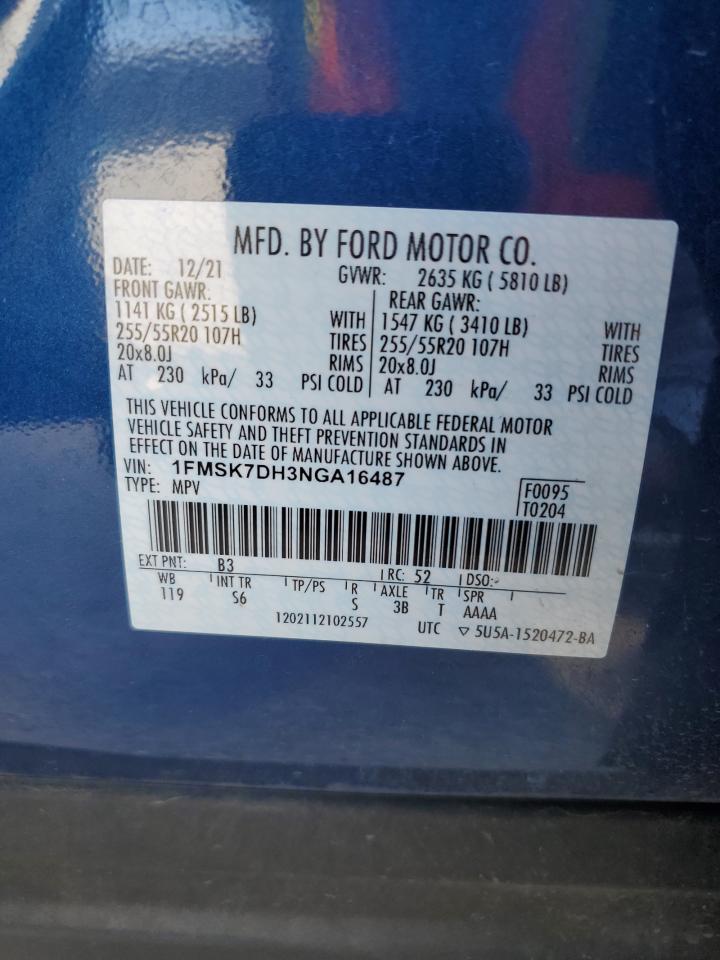 MFD. BY FORD MOTOR CO.
DATE: 12/21 GVWR: 2635 KG ( 5810 LB)
FRONT GAWR: REAR GAWR:
1141 KG ( 2515 LB) WITH 1547 KG ( 3410 LB) WITH
255/55R20 107H TIRES 255/55R20 107H TIRES
20x8.0J RIMS 20x8.0J RIMS
AT 230 kPa/ 33 PSI COLD AT 230 kPa/ 33 PSI COLD
THIS VEHICLE CONFORMS TO ALL APPLICABLE FEDERAL MOTOR
VEHICLE SAFETY AND THEFT PREVENTION STANDARDS IN
EFFECT ON THE DATE OF MANUFACTURE SHOWN ABOVE.
VIN: 1FMSK7DH3NGA16487
TYPE: MPV F0095
T0204
EXT PNT: B3 RC: 52 DSO:
WB INT TR TP/PS R AXLE TR SPR
119 S6 S 3B T AAAA
1202112102557 UTC ▽ 5U5A-1520472-BA